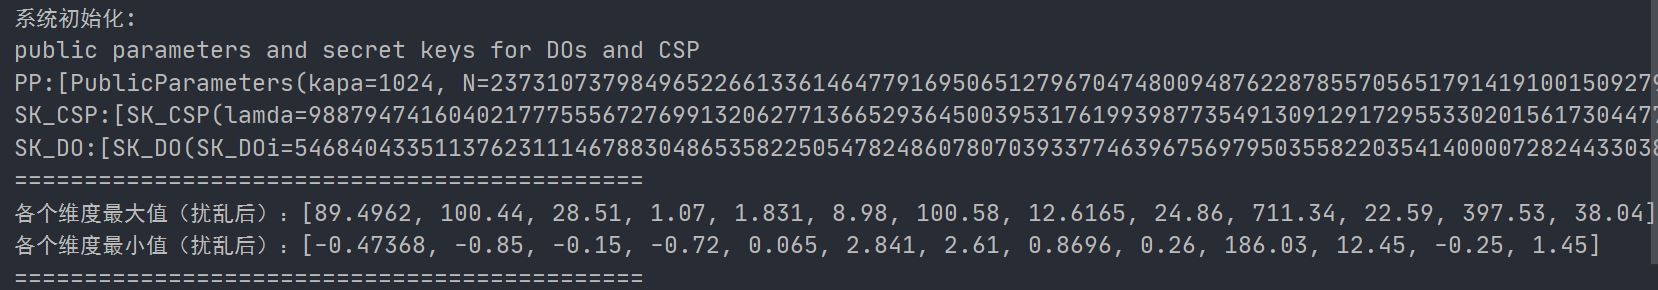 系统初始化:
public parameters and secret keys for DOs and CSP
PP:[PublicParameters(kapa=1024, N=237310737984965226613361464779169506512796704748009487622878557056517914191001509279
SK_CSP:[SK_CSP(lamda=988794741604021777555672769913206277136652936450039531761993987735491309129172955330201561730447
SK_DO:[SK_DO(SK_DOi=546840433511376231114678830486535822505478248607807039337746396756979503558220354140000728244330
=============================================
各个维度最大值（扰乱后）：[89.4962, 100.44, 28.51, 1.07, 1.831, 8.98, 100.58, 12.6165, 24.86, 711.34, 22.59, 397.53, 38.04]
各个维度最小值（扰乱后）：[-0.47368, -0.85, -0.15, -0.72, 0.065, 2.841, 2.61, 0.8696, 0.26, 186.03, 12.45, -0.25, 1.45]
=============================================